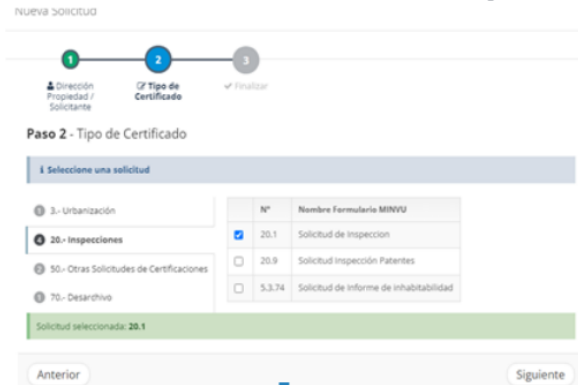 Nueva Solicitud
1
2
3
Dirección
Propiedad /
Solicitante
Tipo de
Certificado
Finalizar
Paso 2 - Tipo de Certificado
i Seleccione una solicitud
3.- Urbanización
20.- Inspecciones
50.- Otras Solicitudes de Certificaciones
70.- Desarchivo
N° Nombre Formulario MINVU
20.1 Solicitud de Inspeccion
20.9 Solicitud Inspección Patentes
5.3.74 Solicitud de Informe de inhabitabilidad
Solicitud seleccionada: 20.1
Anterior
Siguiente